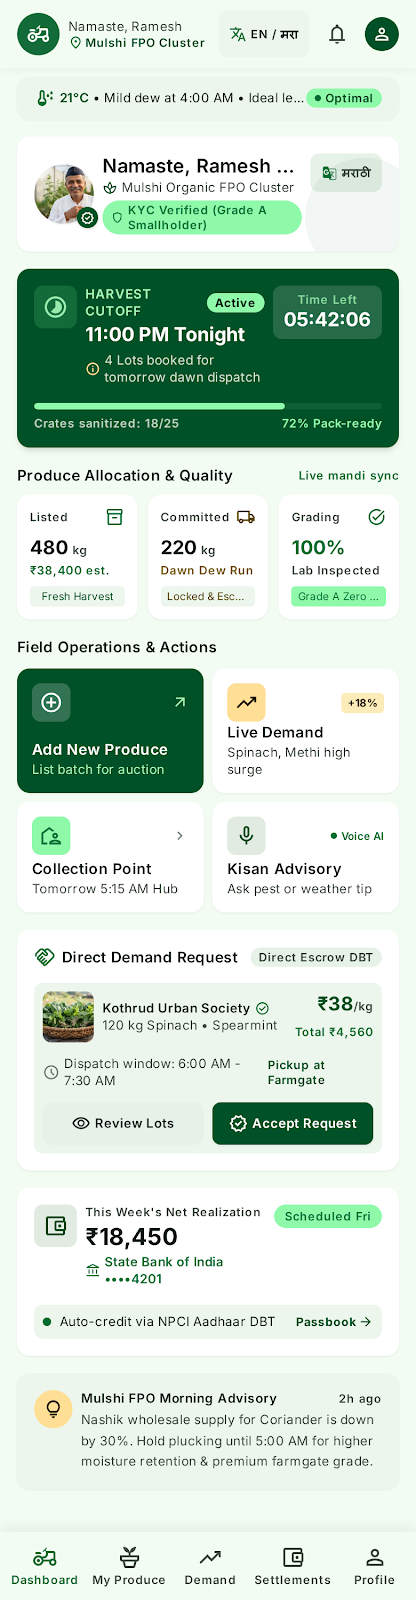 Namaste, Ramesh
Mulshi FPO Cluster
EN / मरा
21°C • Mild dew at 4:00 AM • Ideal le...
Optimal
Namaste, Ramesh ...
मराठी
Mulshi Organic FPO Cluster
KYC Verified (Grade A
Smallholder)
HARVEST
CUTOFF
Active
11:00 PM Tonight
4 Lots booked for
tomorrow dawn dispatch
Time Left
05:42:06
Crates sanitized: 18/25
72% Pack-ready
Produce Allocation & Quality
Live mandi sync
Listed
480 kg
₹38,400 est.
Fresh Harvest
Committed
220 kg
Dawn Dew Run
Locked & Esc...
Grading
100%
Lab Inspected
Grade A Zero ...
Field Operations & Actions
Add New Produce
List batch for auction
+18%
Live Demand
Spinach, Methi high
surge
Collection Point
Tomorrow 5:15 AM Hub
Voice AI
Kisan Advisory
Ask pest or weather tip
Direct Demand Request
Direct Escrow DBT
Kothrud Urban Society
120 kg Spinach • Spearmint
₹38/kg
Total ₹4,560
Dispatch window: 6:00 AM -
7:30 AM
Pickup at
Farmgate
Review Lots
Accept Request
This Week's Net Realization
₹18,450
Scheduled Fri
State Bank of India
••••4201
Auto-credit via NPCI Aadhaar DBT
Passbook →
Mulshi FPO Morning Advisory
2h ago
Nashik wholesale supply for Coriander is down
by 30%. Hold plucking until 5:00 AM for higher
moisture retention & premium farmgate grade.
Dashboard
My Produce
Demand
Settlements
Profile